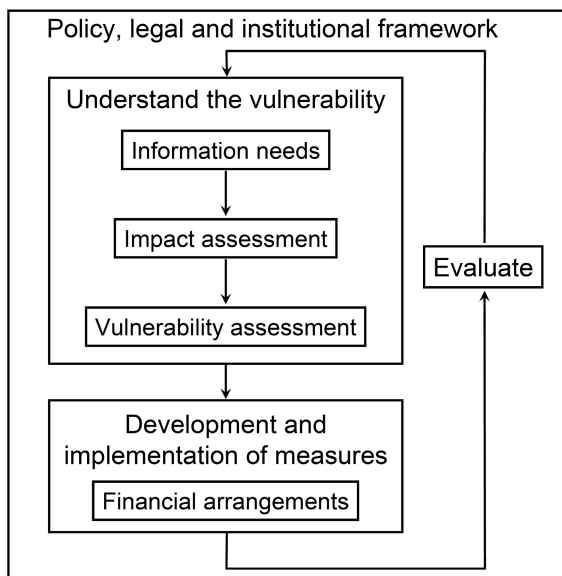 Policy, legal and institutional framework
Understand the vulnerability
Information needs
Impact assessment
Vulnerability assessment
Evaluate
Development and
implementation of measures
Financial arrangements